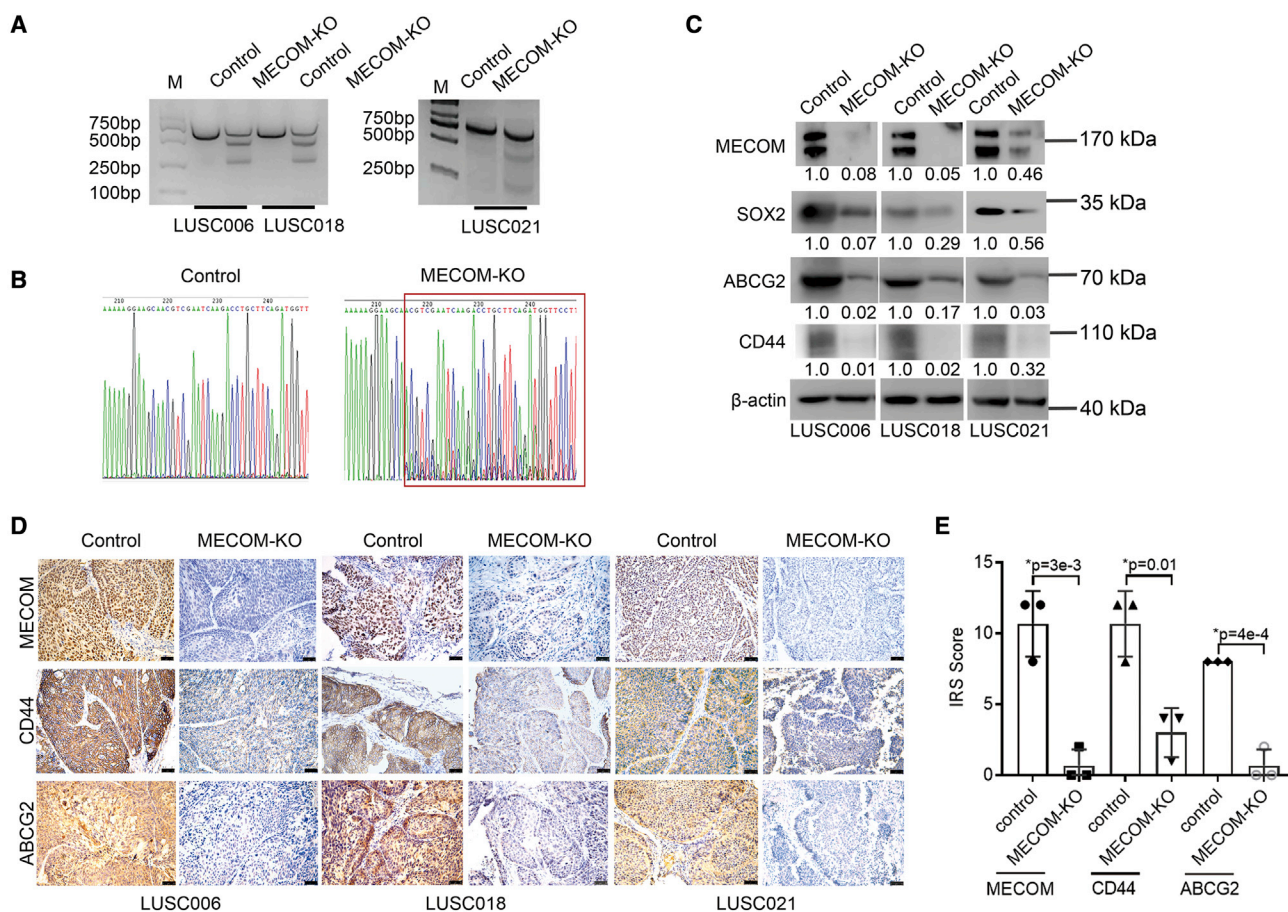 A
M Control MECOM-KO Control MECOM-KO
750bp
500bp
250bp
100bp
LUSC006 LUSC018
M Control MECOM-KO
750bp
500bp
250bp
LUSC021
B
Control
210 220 230 240
AAAAAGGAAGCAACGTCGAATCAAGACCTGCTTCAGATGGTT
MECOM-KO
210 220 230 240
AAAAAGGAAGCAACGTCGAATCAAGACCTGCTTCAGATGGTTCCTT
C
Control MECOM-KO Control MECOM-KO Control MECOM-KO
MECOM 170 kDa
1.0 0.08 1.0 0.05 1.0 0.46
SOX2 35 kDa
1.0 0.07 1.0 0.29 1.0 0.56
ABCG2 70 kDa
1.0 0.02 1.0 0.17 1.0 0.03
CD44 110 kDa
1.0 0.01 1.0 0.02 1.0 0.32
β-actin 40 kDa
LUSC006 LUSC018 LUSC021
D
Control MECOM-KO Control MECOM-KO Control MECOM-KO
MECOM
CD44
ABCG2
LUSC006 LUSC018 LUSC021
E
IRS Score
15
10
5
0
*p=3e-3
*p=0.01
*p=4e-4
control MECOM-KO control MECOM-KO control MECOM-KO
MECOM CD44 ABCG2